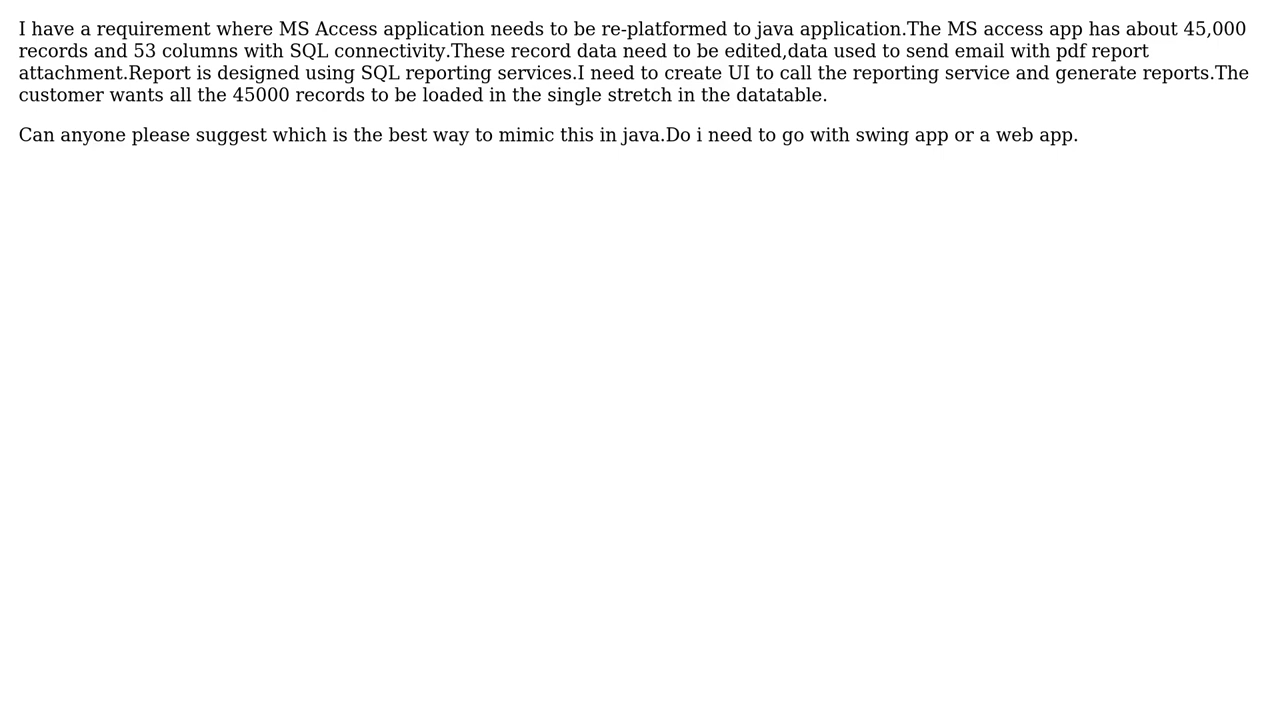 I have a requirement where MS Access application needs to be re-platformed to java application.The MS access app has about 45,000
records and 53 columns with SQL connectivity.These record data need to be edited,data used to send email with pdf report
attachment.Report is designed using SQL reporting services.I need to create UI to call the reporting service and generate reports.The
customer wants all the 45000 records to be loaded in the single stretch in the datatable.
Can anyone please suggest which is the best way to mimic this in java.Do i need to go with swing app or a web app.